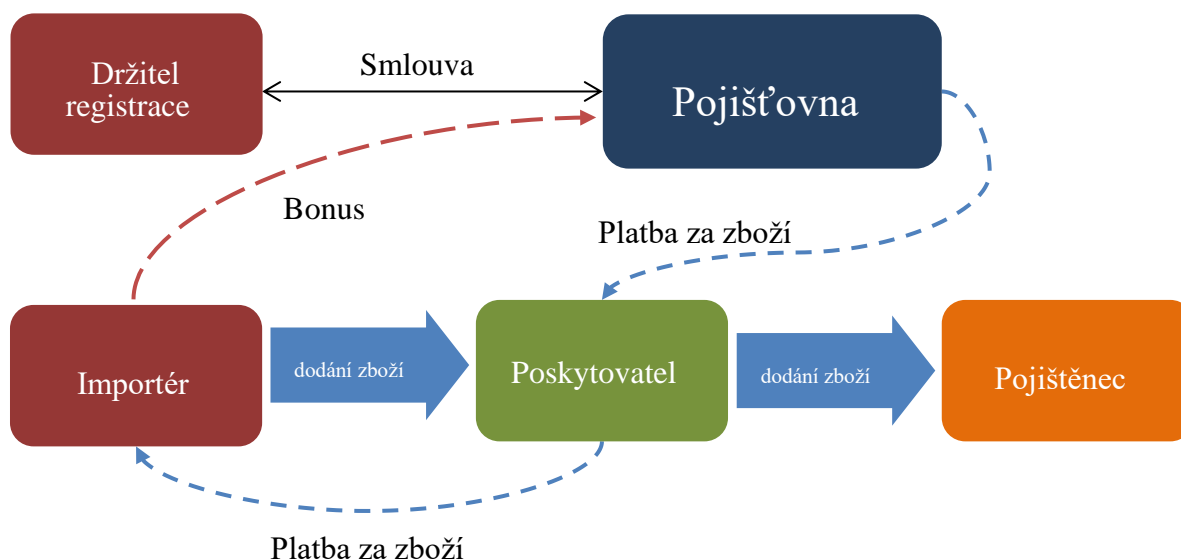 Držitel
registrace
Smlouva
Pojišťovna
Bonus
Platba za zboží
Importér
dodání zboží
Poskytovatel
dodání zboží
Pojištěnec
Platba za zboží